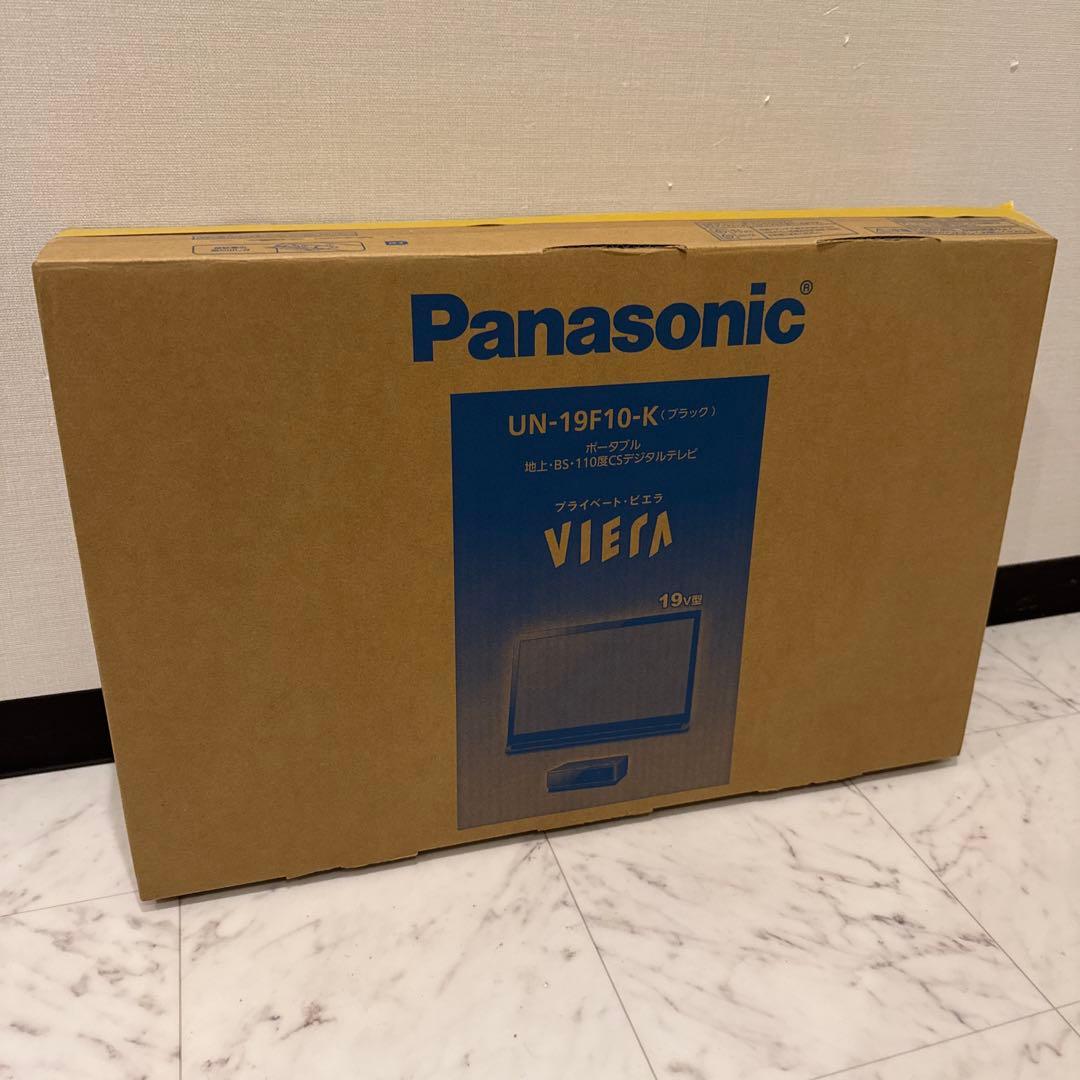 Panasonic®
UN-19F10-K（ブラック）
ポータブル
地上・BS・110度CSデジタルテレビ
プライベート・ビエラ
VIERA
19V型